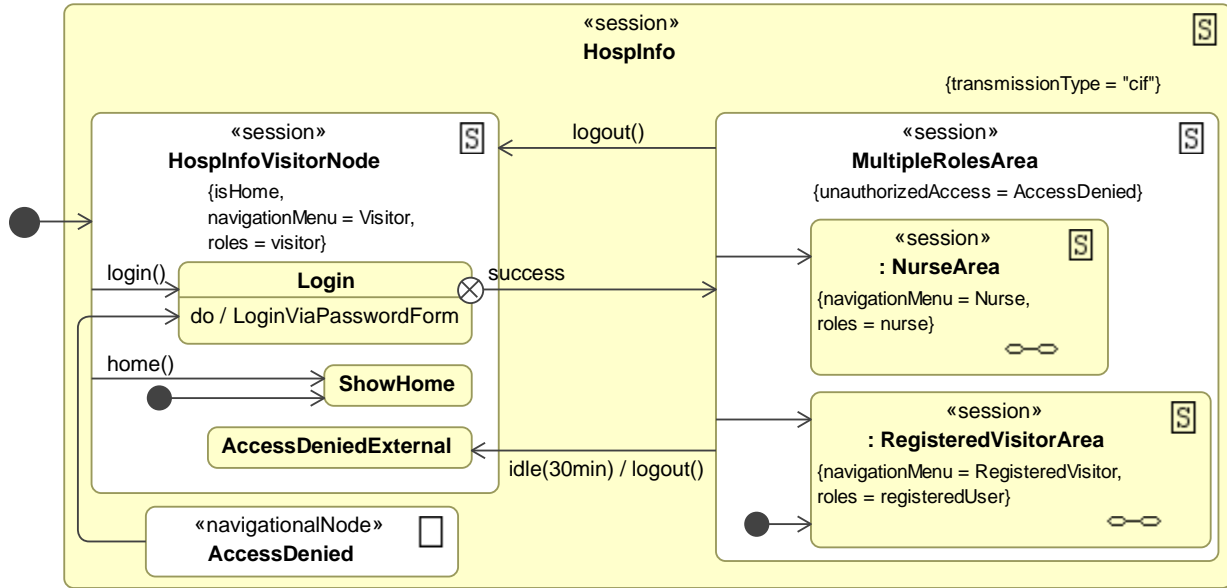 «session»
HospInfo
S
{transmissionType = "cif"}
«session»
HospInfoVisitorNode
S
{isHome,
navigationMenu = Visitor,
roles = visitor}
login()
Login
do / LoginViaPasswordForm
success
home()
ShowHome
AccessDeniedExternal
«navigationalNode»
AccessDenied
logout()
idle(30min) / logout()
«session»
MultipleRolesArea
S
{unauthorizedAccess = AccessDenied}
«session»
: NurseArea
S
{navigationMenu = Nurse,
roles = nurse}
«session»
: RegisteredVisitorArea
S
{navigationMenu = RegisteredVisitor,
roles = registeredUser}